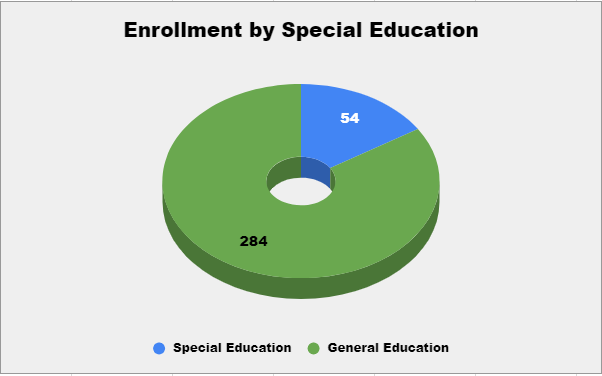 Enrollment by Special Education
54
284
Special Education
General Education